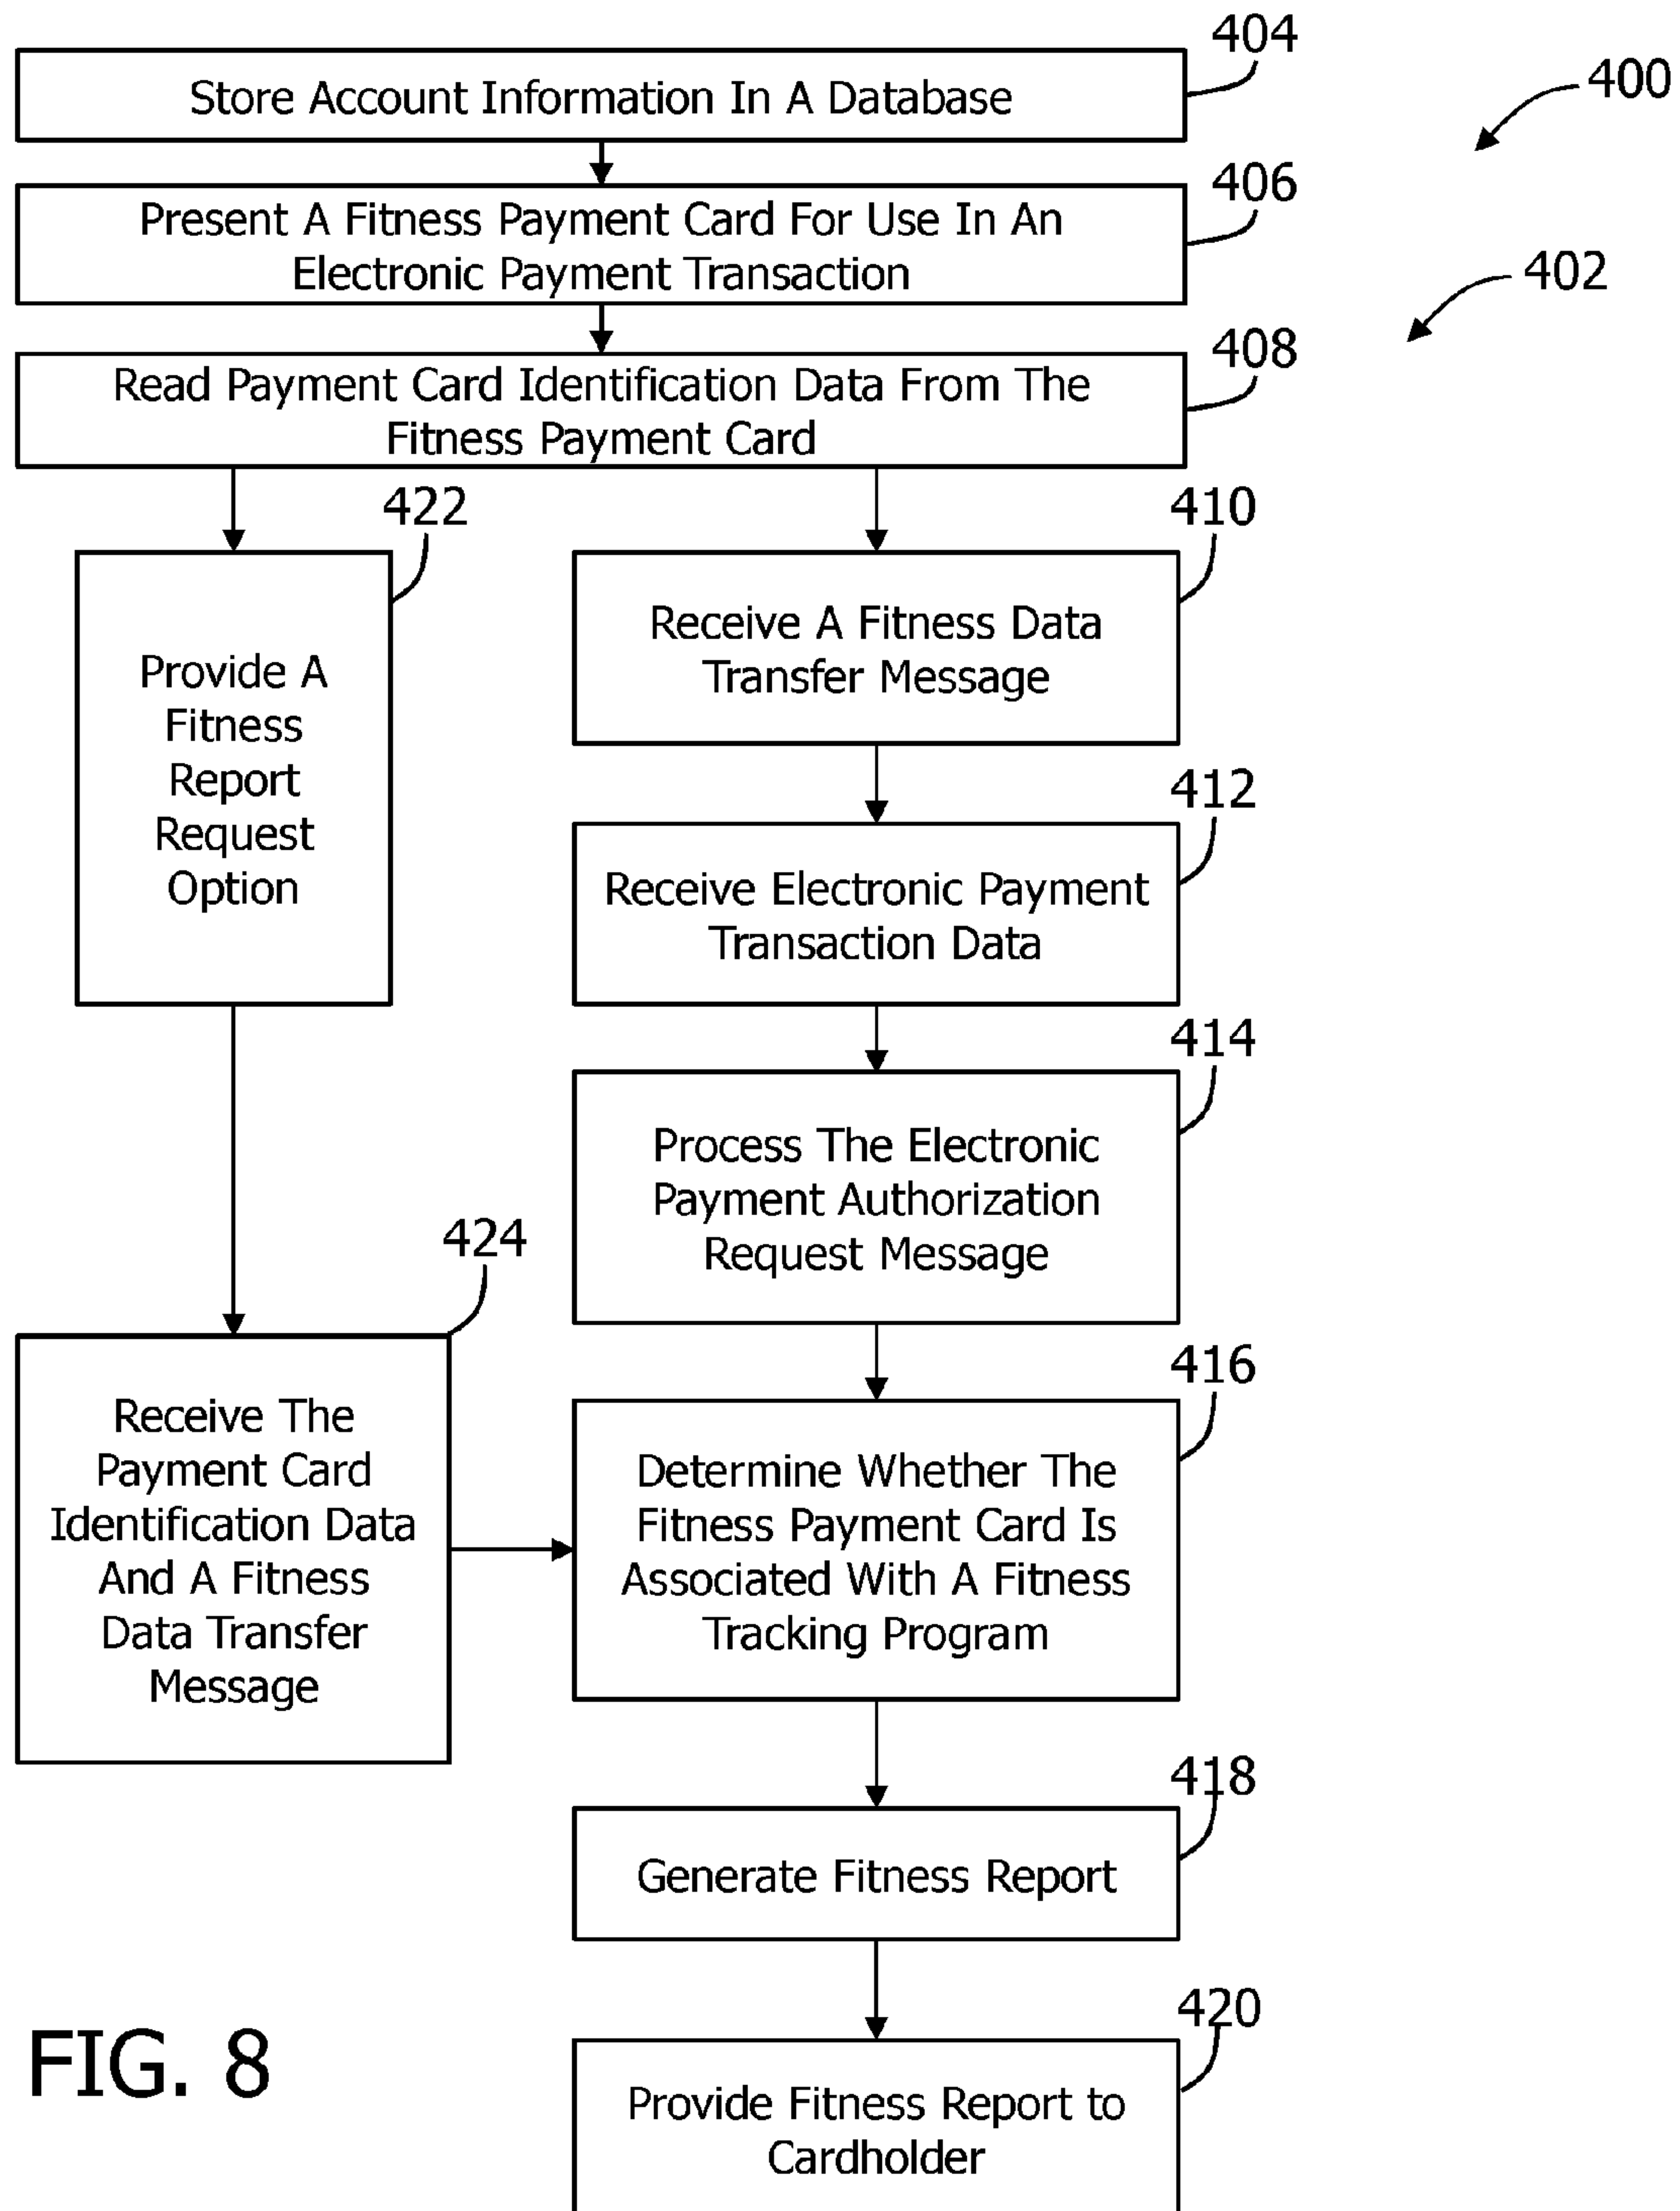 404
Store Account Information In A Database
400
406
Present A Fitness Payment Card For Use In An
Electronic Payment Transaction
402
408
Read Payment Card Identification Data From The
Fitness Payment Card
422
Provide A
Fitness
Report
Request
Option
410
Receive A Fitness Data
Transfer Message
412
Receive Electronic Payment
Transaction Data
414
Process The Electronic
Payment Authorization
Request Message
424
Receive The
Payment Card
Identification Data
And A Fitness
Data Transfer
Message
416
Determine Whether The
Fitness Payment Card Is
Associated With A Fitness
Tracking Program
418
Generate Fitness Report
420
Provide Fitness Report to
Cardholder
FIG. 8